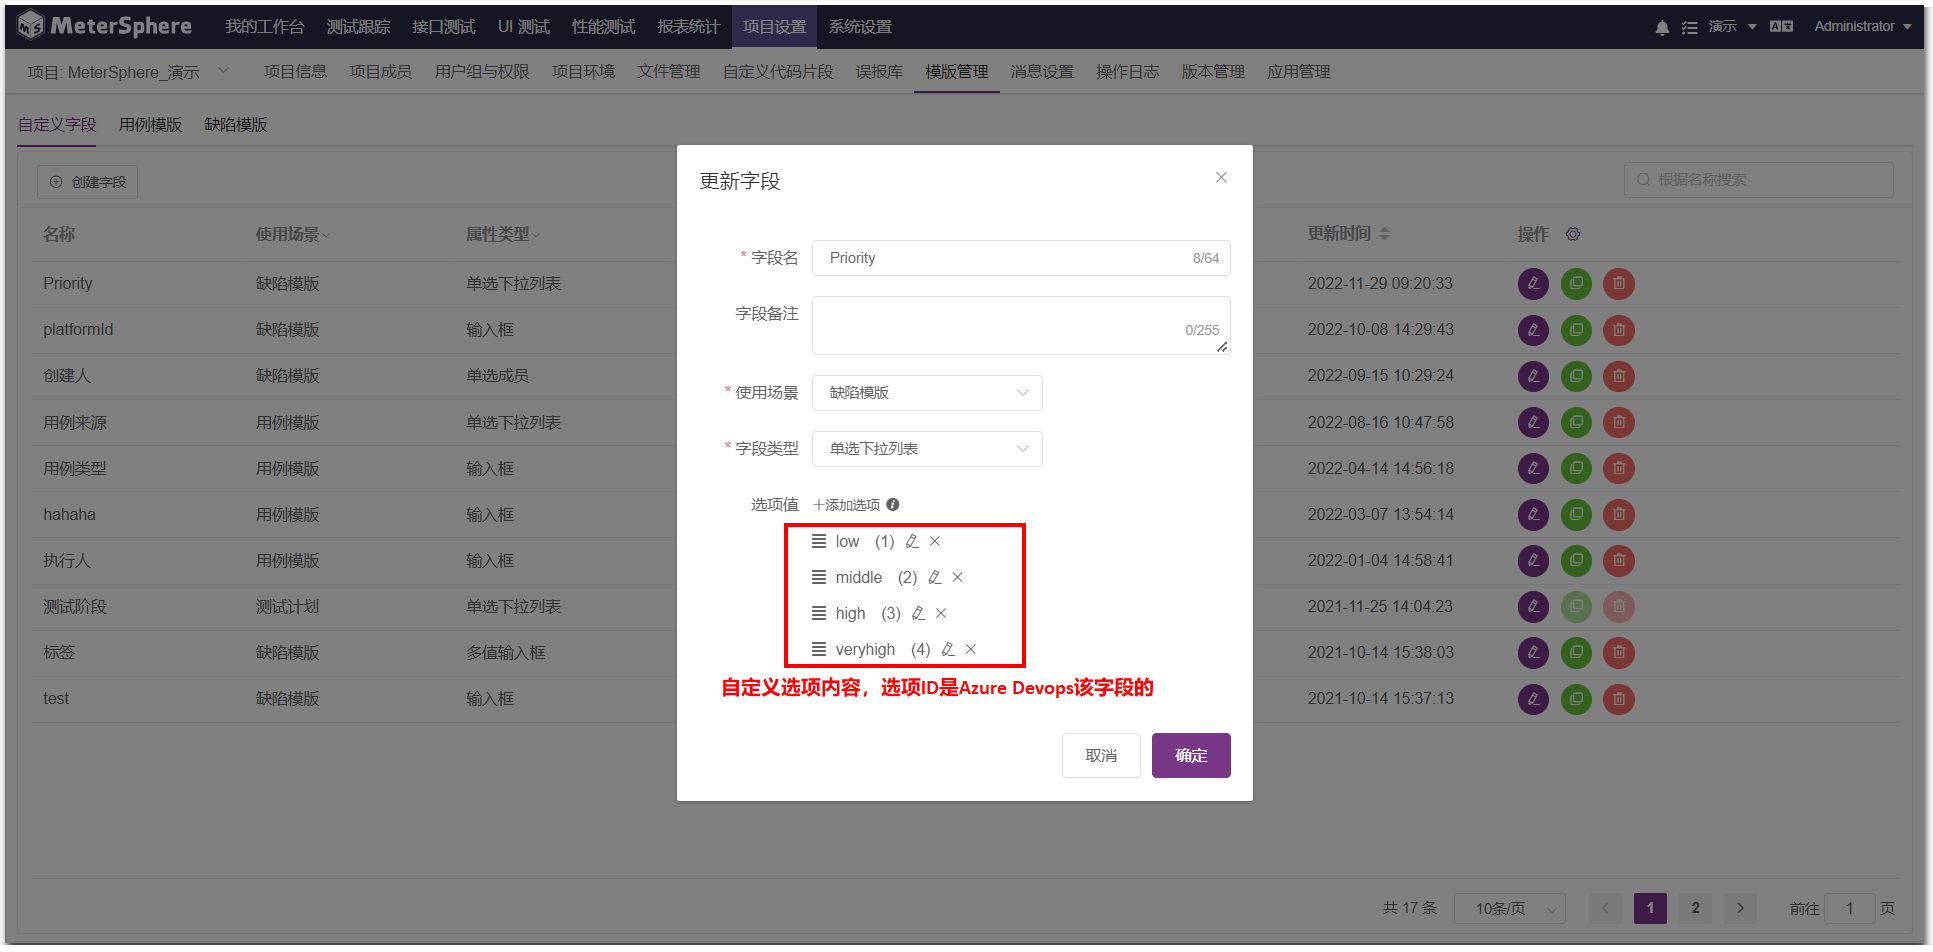 MeterSphere 我的工作台 测试跟踪 接口测试 UI 测试 性能测试 报表统计 项目设置 系统设置 演示 Administrator
项目: MeterSphere_演示 项目信息 项目成员 用户组与权限 项目环境 文件管理 自定义代码片段 误报库 模版管理 消息设置 操作日志 版本管理 应用管理
自定义字段 用例模版 缺陷模版
创建字段 根据名称搜索
名称 使用场景 属性类型 更新时间 操作
Priority 缺陷模版 单选下拉列表 2022-11-29 09:20:33
platformId 缺陷模版 输入框 2022-10-08 14:29:43
创建人 缺陷模版 单选成员 2022-09-15 10:29:24
用例来源 用例模版 单选下拉列表 2022-08-16 10:47:58
用例类型 用例模版 输入框 2022-04-14 14:56:18
hahaha 用例模版 输入框 2022-03-07 13:54:14
执行人 用例模版 输入框 2022-01-04 14:58:41
测试阶段 测试计划 单选下拉列表 2021-11-25 14:04:23
标签 缺陷模版 多值输入框 2021-10-14 15:38:03
test 缺陷模版 输入框 2021-10-14 15:37:13
更新字段
* 字段名 Priority 8/64
字段备注 0/255
* 使用场景 缺陷模版
* 字段类型 单选下拉列表
选项值 +添加选项
low (1)
middle (2)
high (3)
veryhigh (4)
自定义选项内容，选项ID是Azure Devops该字段的
取消 确定
共 17 条 10条/页 1 2 前往 1 页